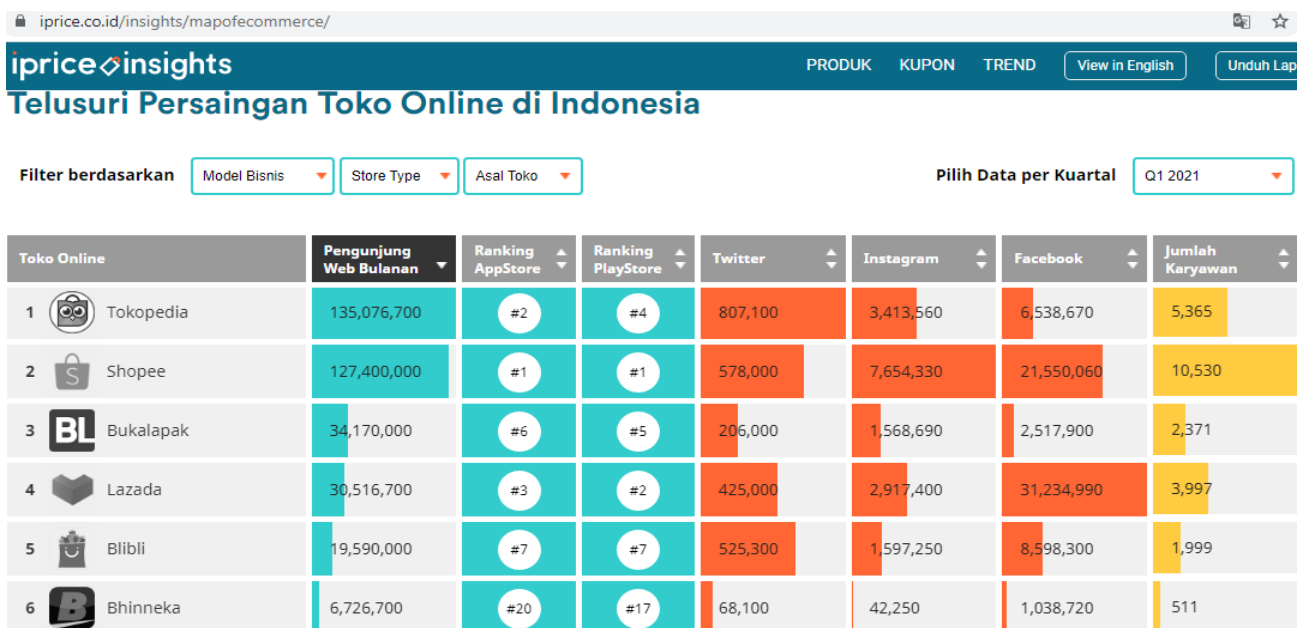 iprice.co.id/insights/mapofecommerce/
iprice insights PRODUK KUPON TREND View in English Unduh Lap
Telusuri Persaingan Toko Online di Indonesia
Filter berdasarkan Model Bisnis Store Type Asal Toko Pilih Data per Kuartal Q1 2021
Toko Online Pengunjung Web Bulanan Ranking AppStore Ranking PlayStore Twitter Instagram Facebook Jumlah Karyawan
1 Tokopedia 135,076,700 #2 #4 807,100 3,413,560 6,538,670 5,365
2 S Shopee 127,400,000 #1 #1 578,000 7,654,330 21,550,060 10,530
3 BL Bukalapak 34,170,000 #6 #5 206,000 1,568,690 2,517,900 2,371
4 Lazada 30,516,700 #3 #2 425,000 2,917,400 31,234,990 3,997
5 Blibli 19,590,000 #7 #7 525,300 1,597,250 8,598,300 1,999
6 B Bhinneka 6,726,700 #20 #17 68,100 42,250 1,038,720 511